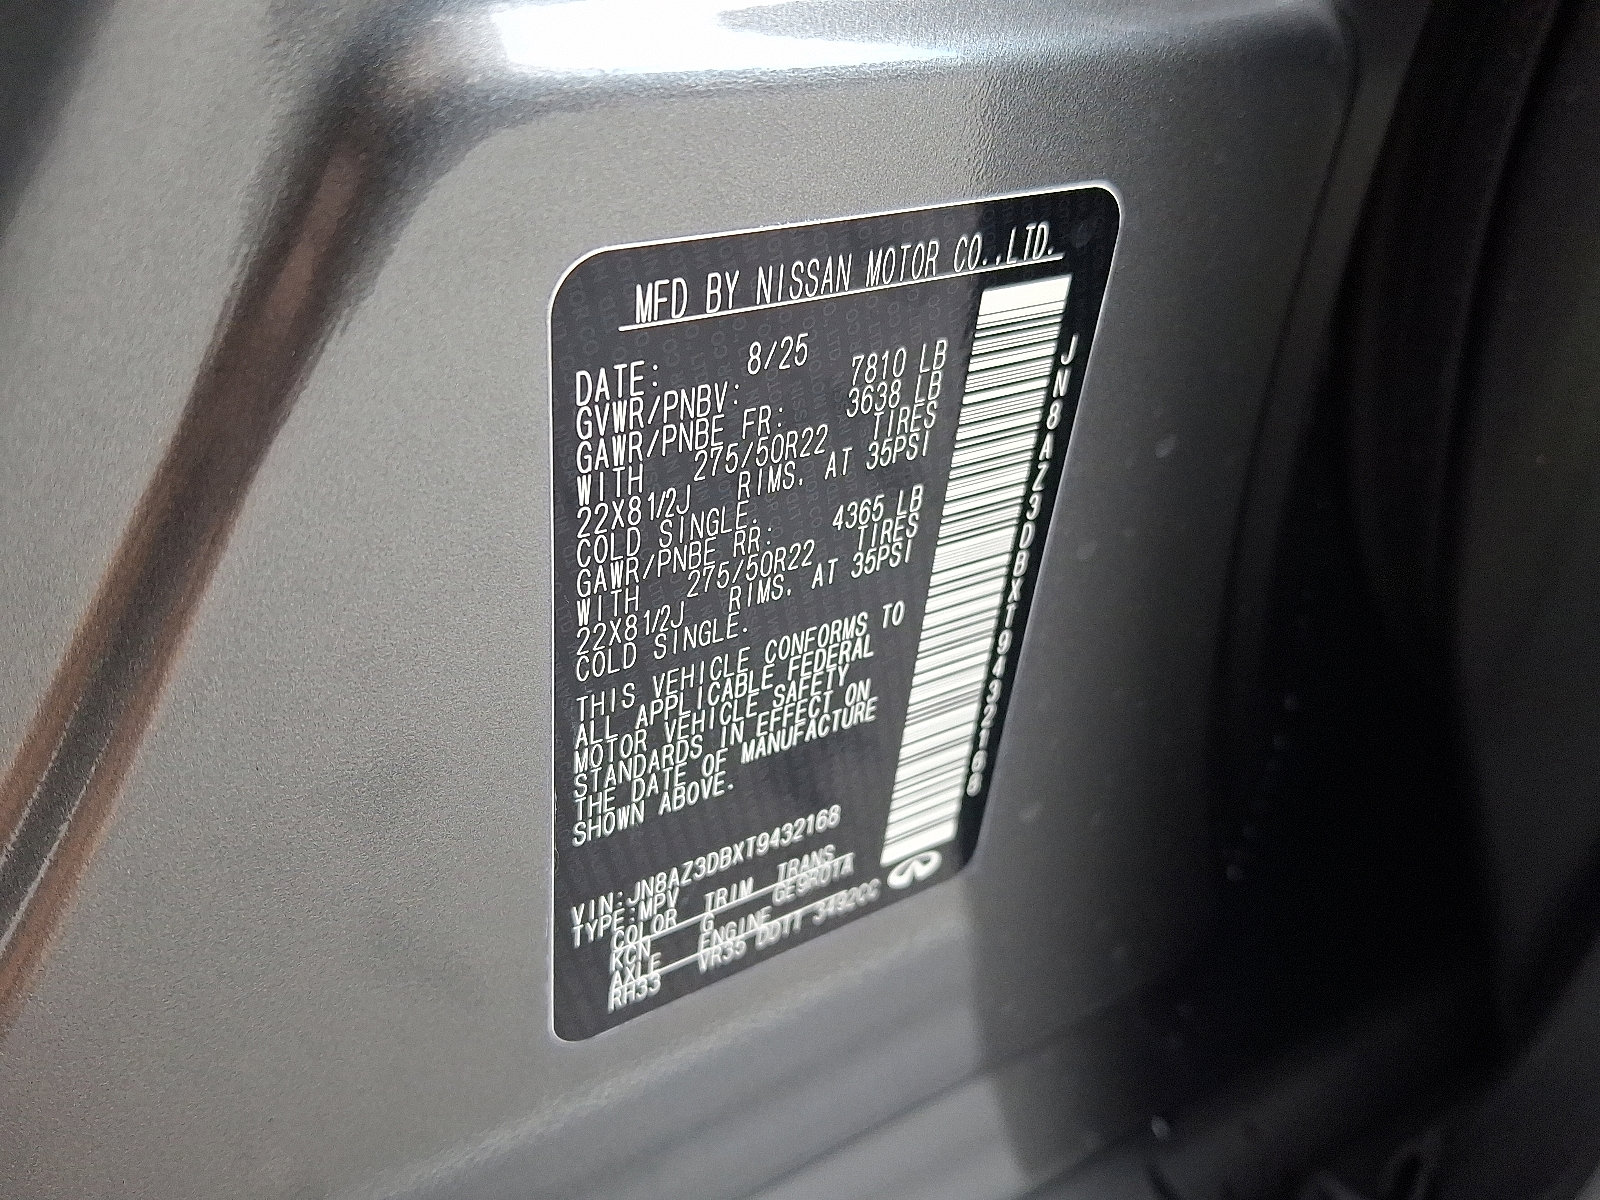 MFD BY NISSAN MOTOR CO.,LTD.
DATE: 8/25
GVWR/PNBV: 7810 LB
GAWR/PNBE FR: 3638 LB
WITH 275/50R22 TIRES
22X8 1/2J RIMS. AT 35PSI
COLD SINGLE.
GAWR/PNBE RR: 4365 LB
WITH 275/50R22 TIRES
22X8 1/2J RIMS. AT 35PSI
COLD SINGLE.
THIS VEHICLE CONFORMS TO
ALL APPLICABLE FEDERAL
MOTOR VEHICLE SAFETY
STANDARDS IN EFFECT ON
THE DATE OF MANUFACTURE
SHOWN ABOVE.
VIN:JN8AZ3DBXT9432168
TYPE:MPV
COLOR TRIM TRANS
KCN G GE9R01A
AXLE ENGINE
RH33 VR35 DDTT 3492CC
JN8AZ3DBXT9432168